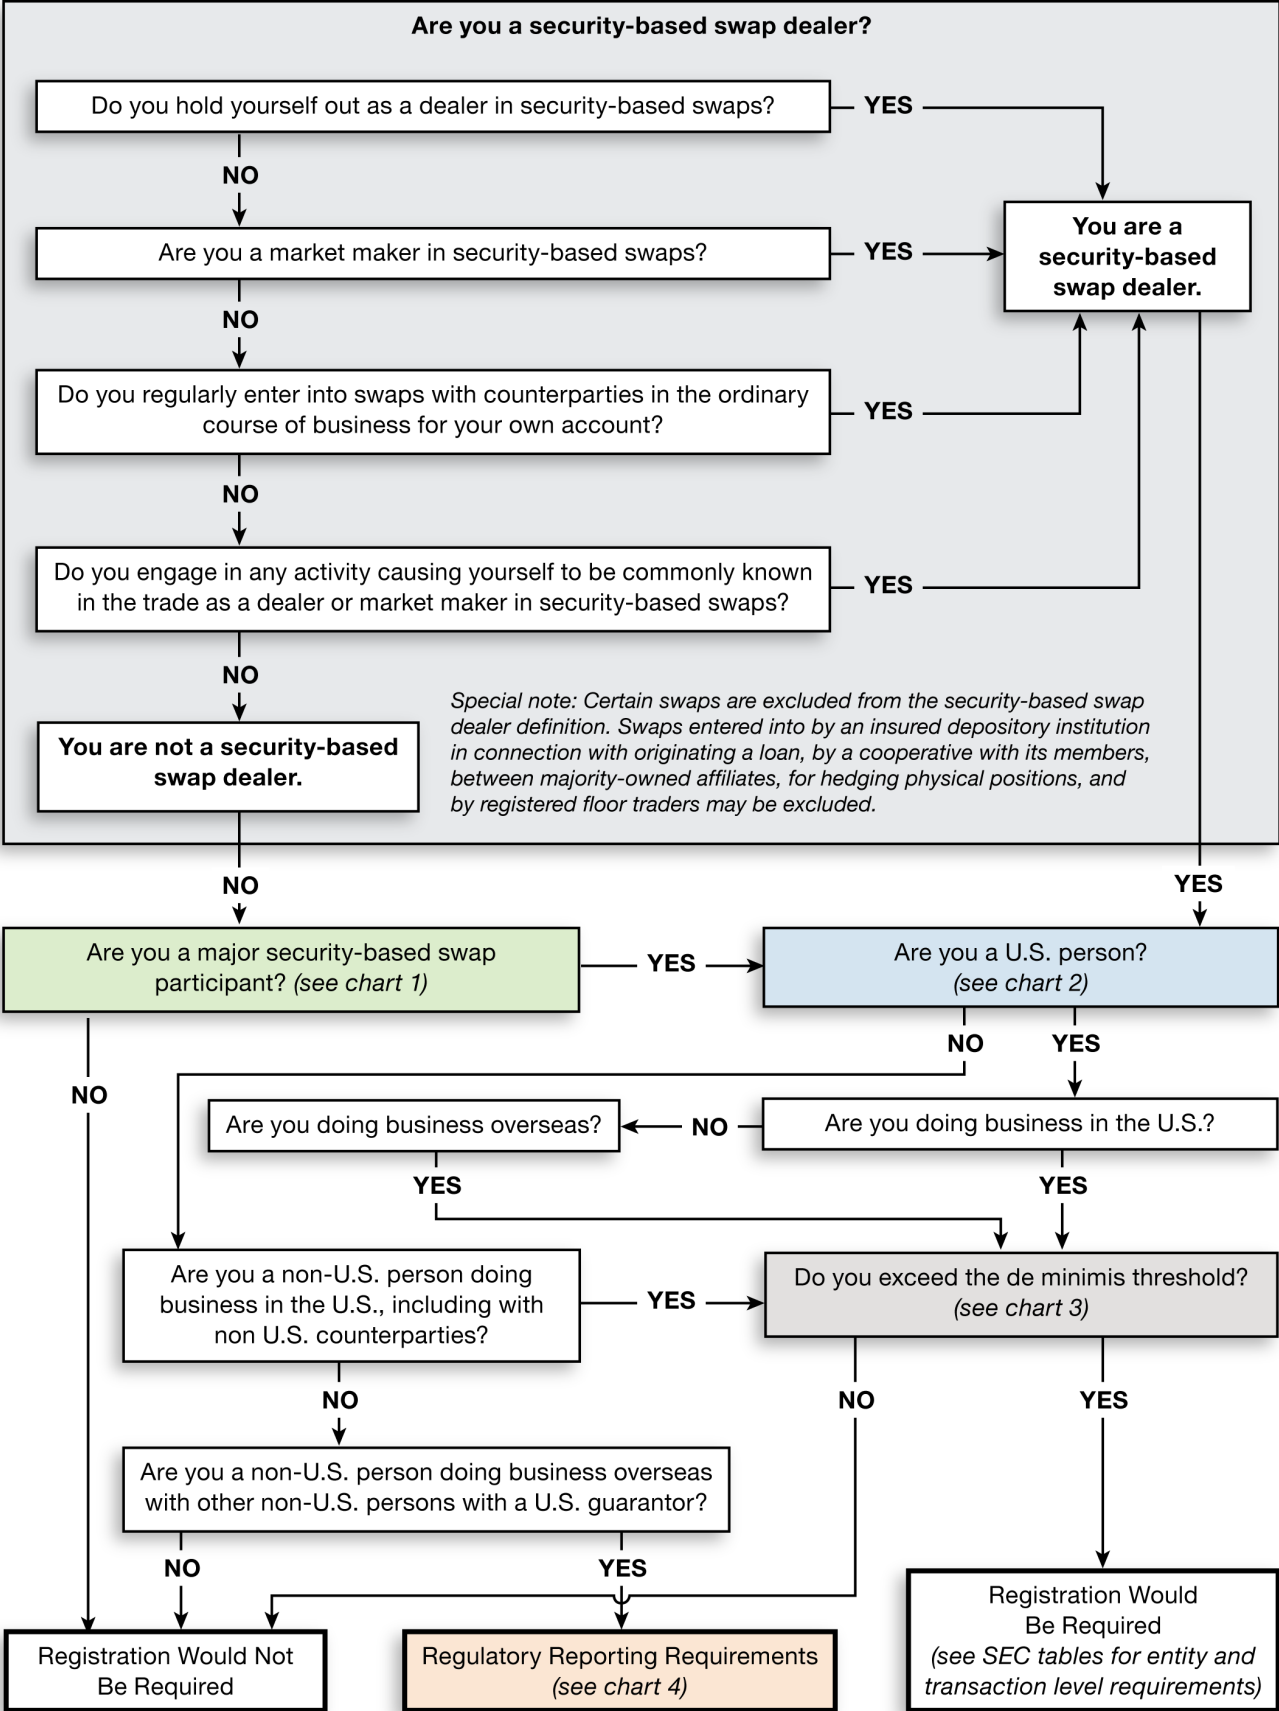 Are you a security-based swap dealer?
Do you hold yourself out as a dealer in security-based swaps?
YES
NO
You are a
security-based
swap dealer.
Are you a market maker in security-based swaps?
YES
NO
Do you regularly enter into swaps with counterparties in the ordinary
course of business for your own account?
YES
NO
Do you engage in any activity causing yourself to be commonly known
in the trade as a dealer or market maker in security-based swaps?
YES
NO
Special note: Certain swaps are excluded from the security-based swap
dealer definition. Swaps entered into by an insured depository institution
in connection with originating a loan, by a cooperative with its members,
between majority-owned affiliates, for hedging physical positions, and
by registered floor traders may be excluded.
You are not a security-based
swap dealer.
NO
YES
Are you a major security-based swap
participant? (see chart 1)
YES
Are you a U.S. person?
(see chart 2)
NO
YES
NO
Are you doing business overseas?
NO
Are you doing business in the U.S.?
YES
YES
Are you a non-U.S. person doing
business in the U.S., including with
non U.S. counterparties?
YES
Do you exceed the de minimis threshold?
(see chart 3)
NO
NO
YES
Are you a non-U.S. person doing business overseas
with other non-U.S. persons with a U.S. guarantor?
NO
YES
Registration Would Not
Be Required
Regulatory Reporting Requirements
(see chart 4)
Registration Would
Be Required
(see SEC tables for entity and
transaction level requirements)